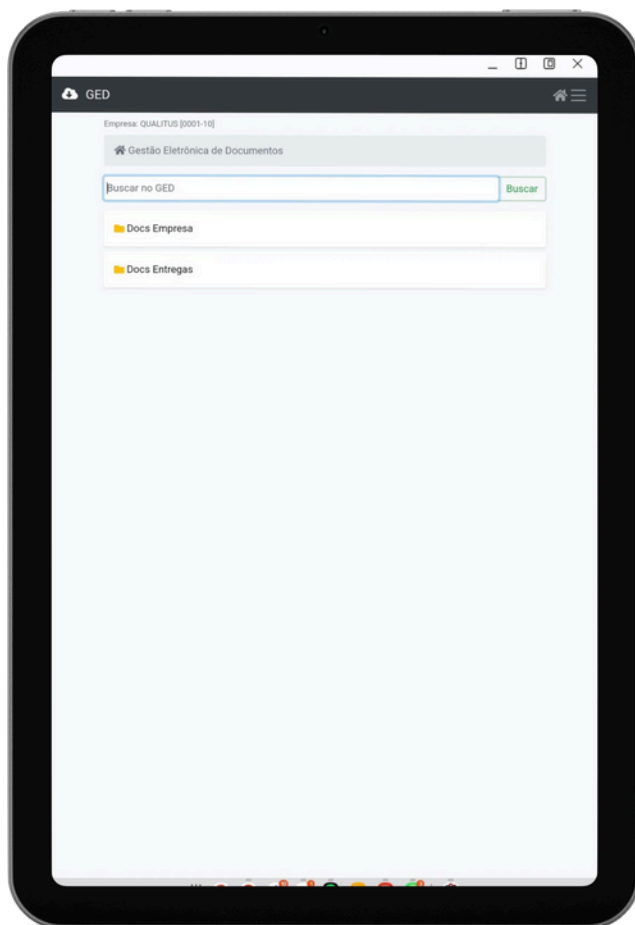 GED
Empresa: QUALITUS [0001-10]
Gestão Eletrônica de Documentos
Buscar no GED
Buscar
Docs Empresa
Docs Entregas